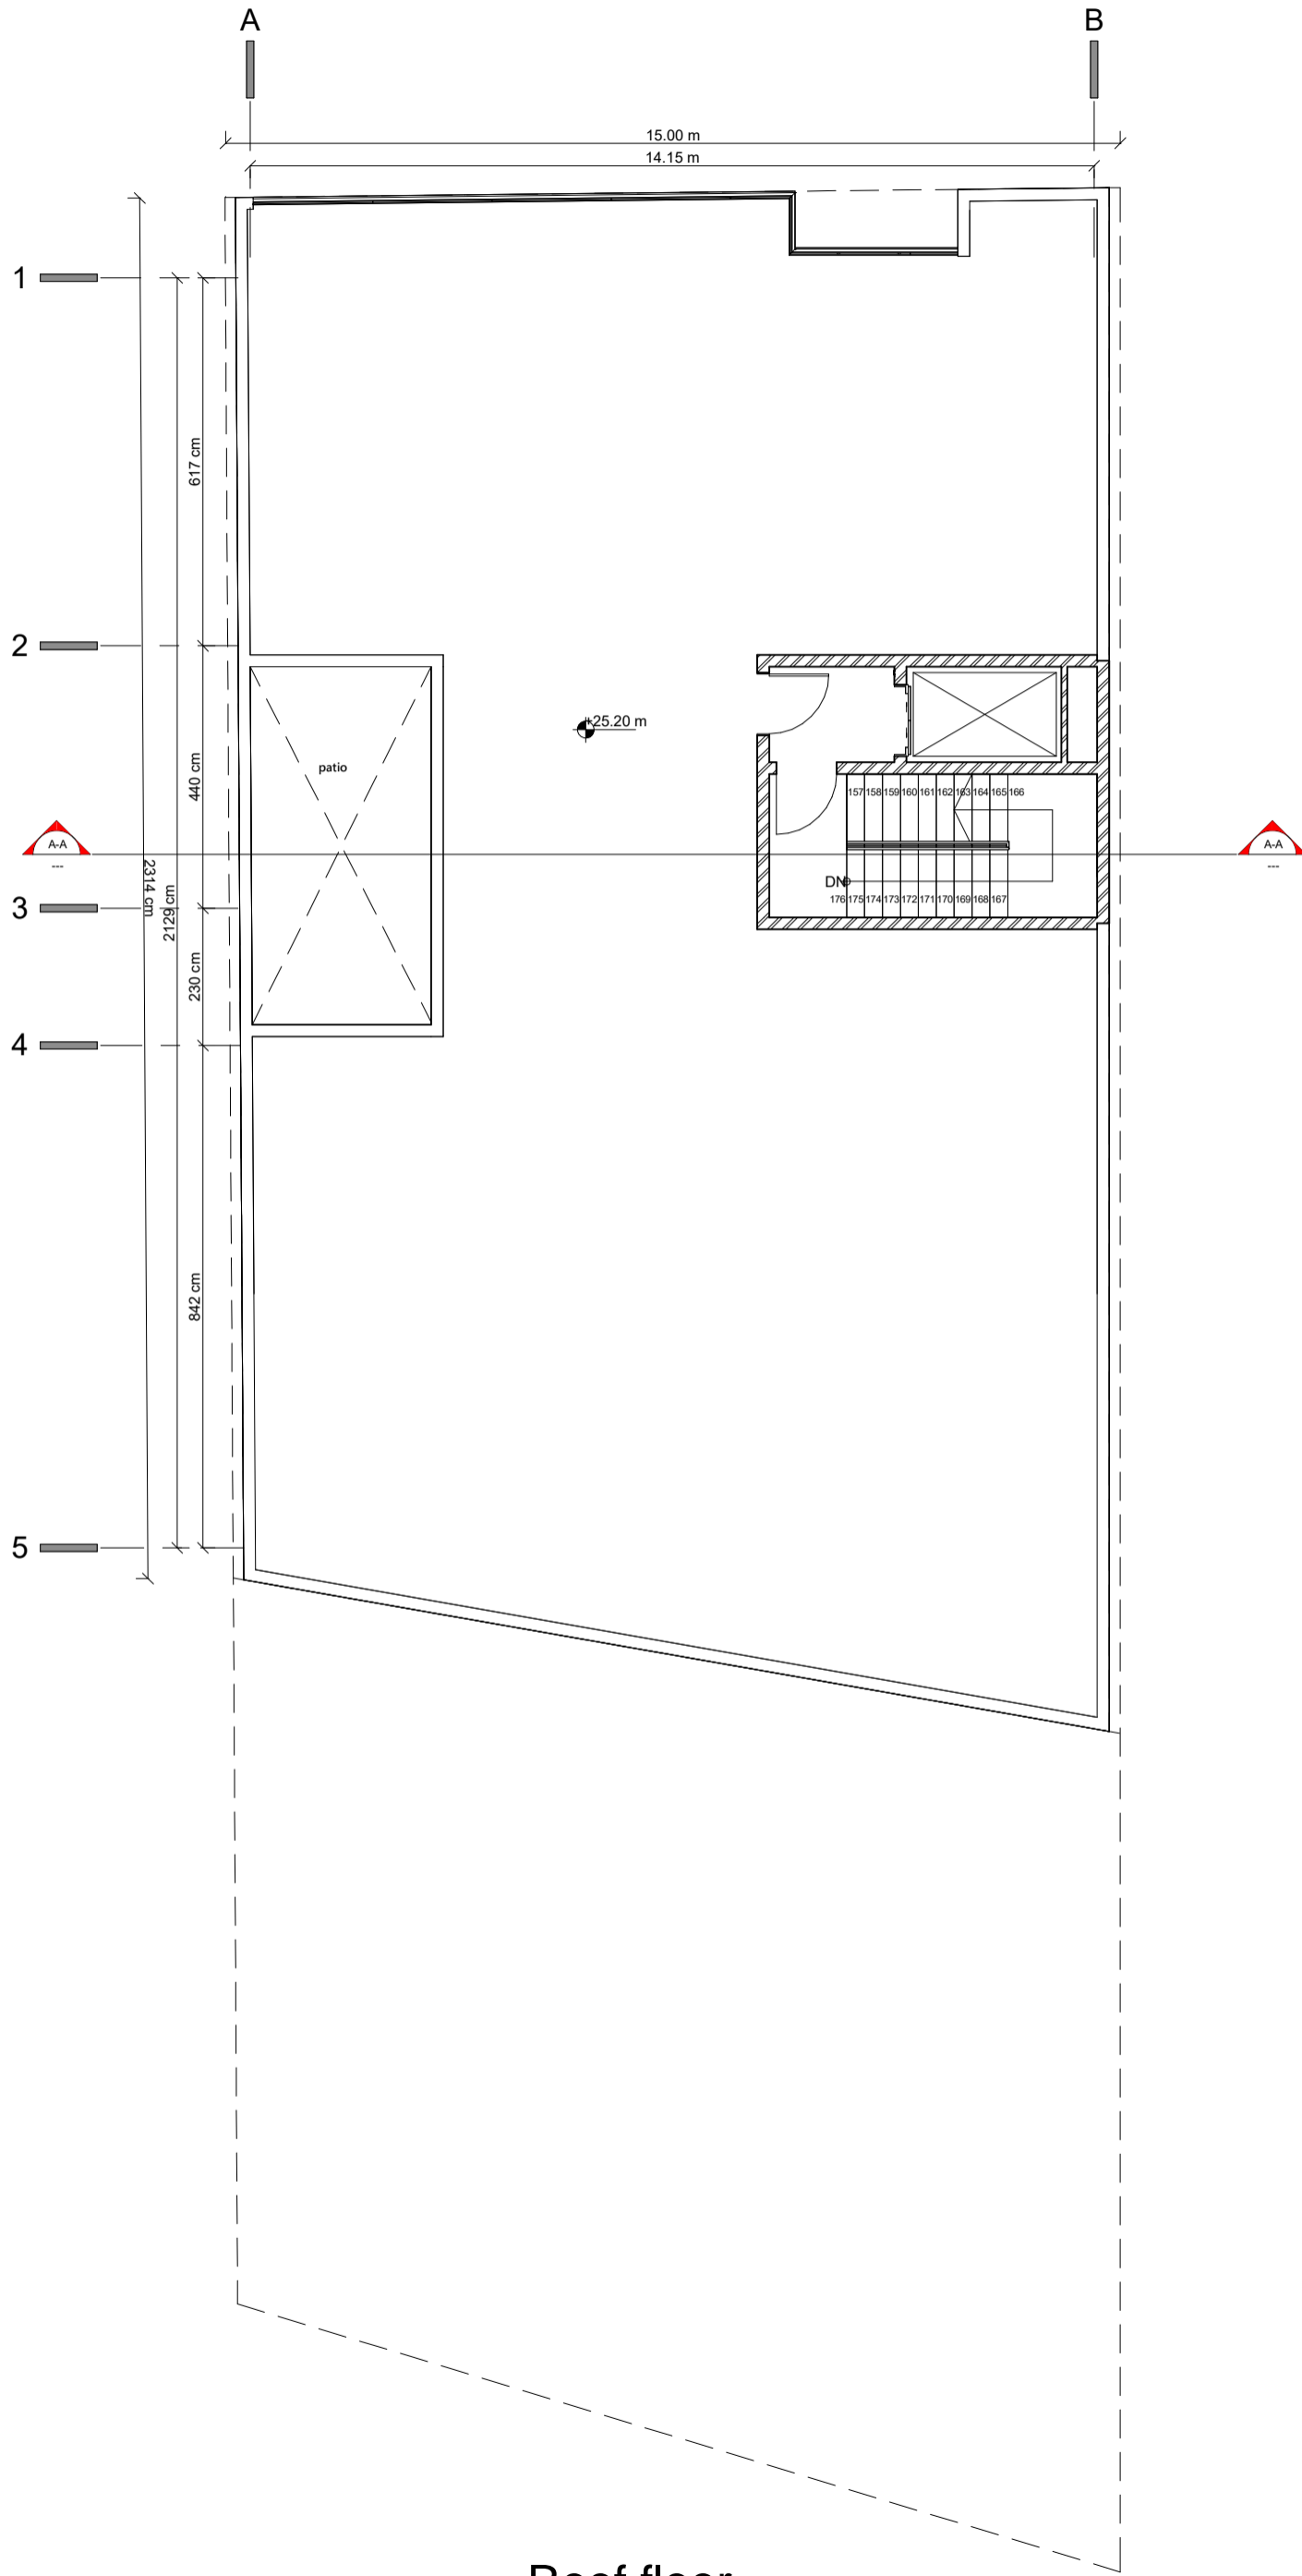 A B
15.00 m
14.15 m
1
617 cm
2
+25.20 m
patio
440 cm
157 158 159 160 161 162 163 164 165 166
A-A
---
A-A
---
2314 cm
2129 cm
DN
176 175 174 173 172 171 170 169 168 167
3
230 cm
4
842 cm
5
Roof floor